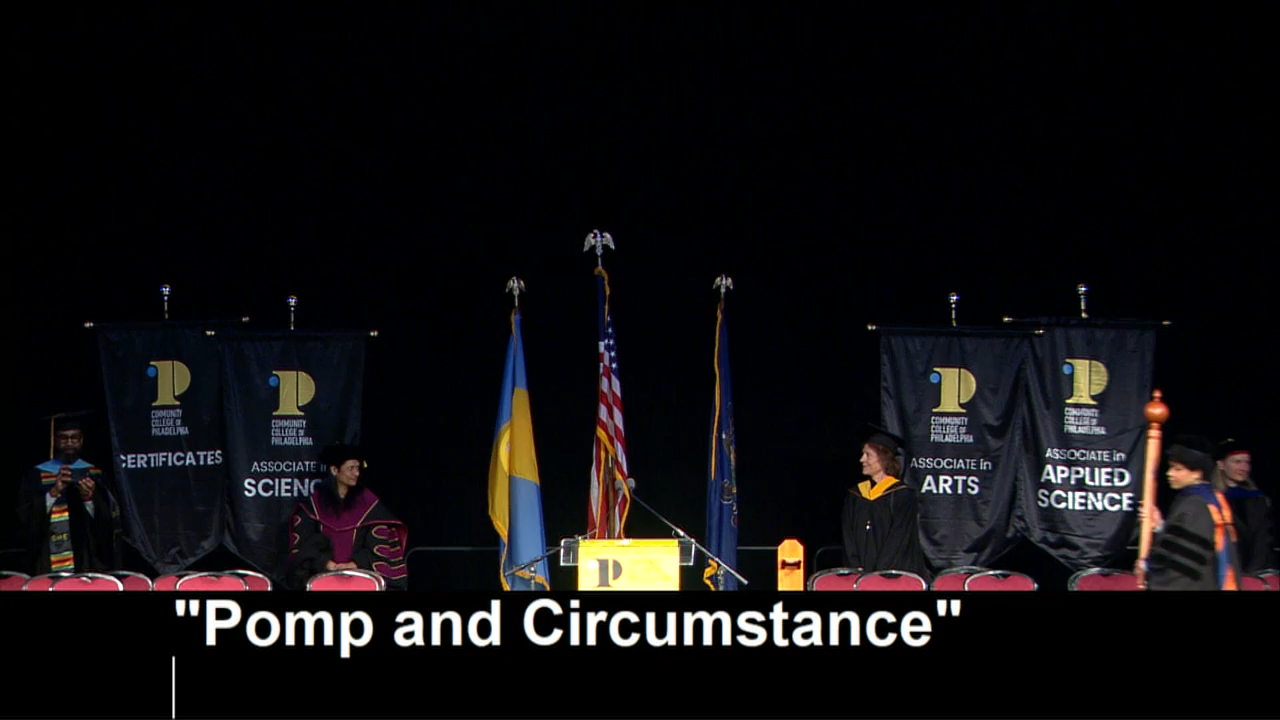 COMMUNITY
COLLEGE OF
PHILADELPHIA
CERTIFICATES
COMMUNITY
COLLEGE OF
PHILADELPHIA
ASSOCIATE in
SCIENC
P
COMMUNITY
COLLEGE OF
PHILADELPHIA
ASSOCIATE in
ARTS
COMMUNITY
COLLEGE OF
PHILADELPHIA
ASSOCIATE in
APPLIED
SCIENCE
"Pomp and Circumstance"